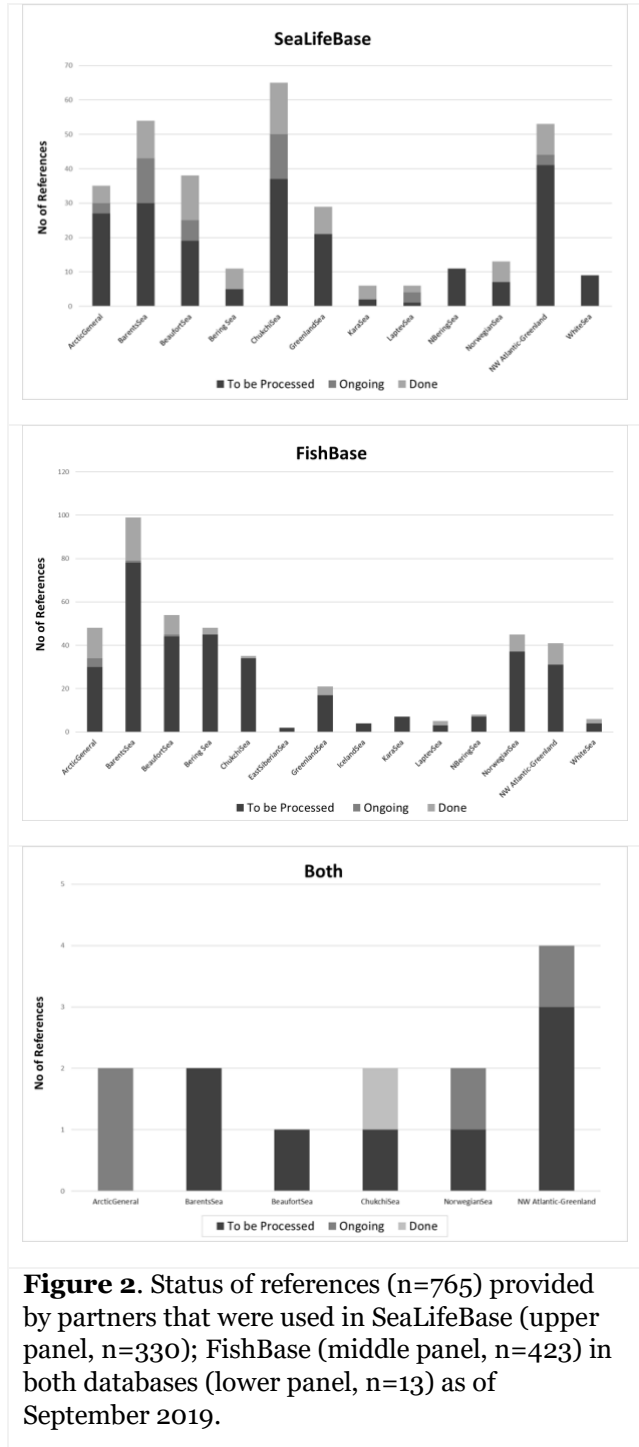 SeaLifeBase
No of References
70
60
50
40
30
20
10
0
ArcticGeneral
BarentsSea
BeaufortSea
Bering Sea
ChukchiSea
GreenlandSea
KaraSea
LaptevSea
NBeringSea
NorwegianSea
NW Atlantic-Greenland
WhiteSea
To be Processed Ongoing Done
FishBase
No of References
120
100
80
60
40
20
0
ArcticGeneral
BarentsSea
BeaufortSea
Bering Sea
ChukchiSea
EastSiberianSea
GreenlandSea
IcelandSea
KaraSea
LaptevSea
NBeringSea
NorwegianSea
NW Atlantic-Greenland
WhiteSea
To be Processed Ongoing Done
Both
No of References
5
4
3
2
1
0
ArcticGeneral BarentsSea BeaufortSea ChukchiSea NorwegianSea NW Atlantic-Greenland
To be Processed Ongoing Done
Figure 2. Status of references (n=765) provided
by partners that were used in SeaLifeBase (upper
panel, n=330); FishBase (middle panel, n=423) in
both databases (lower panel, n=13) as of
September 2019.